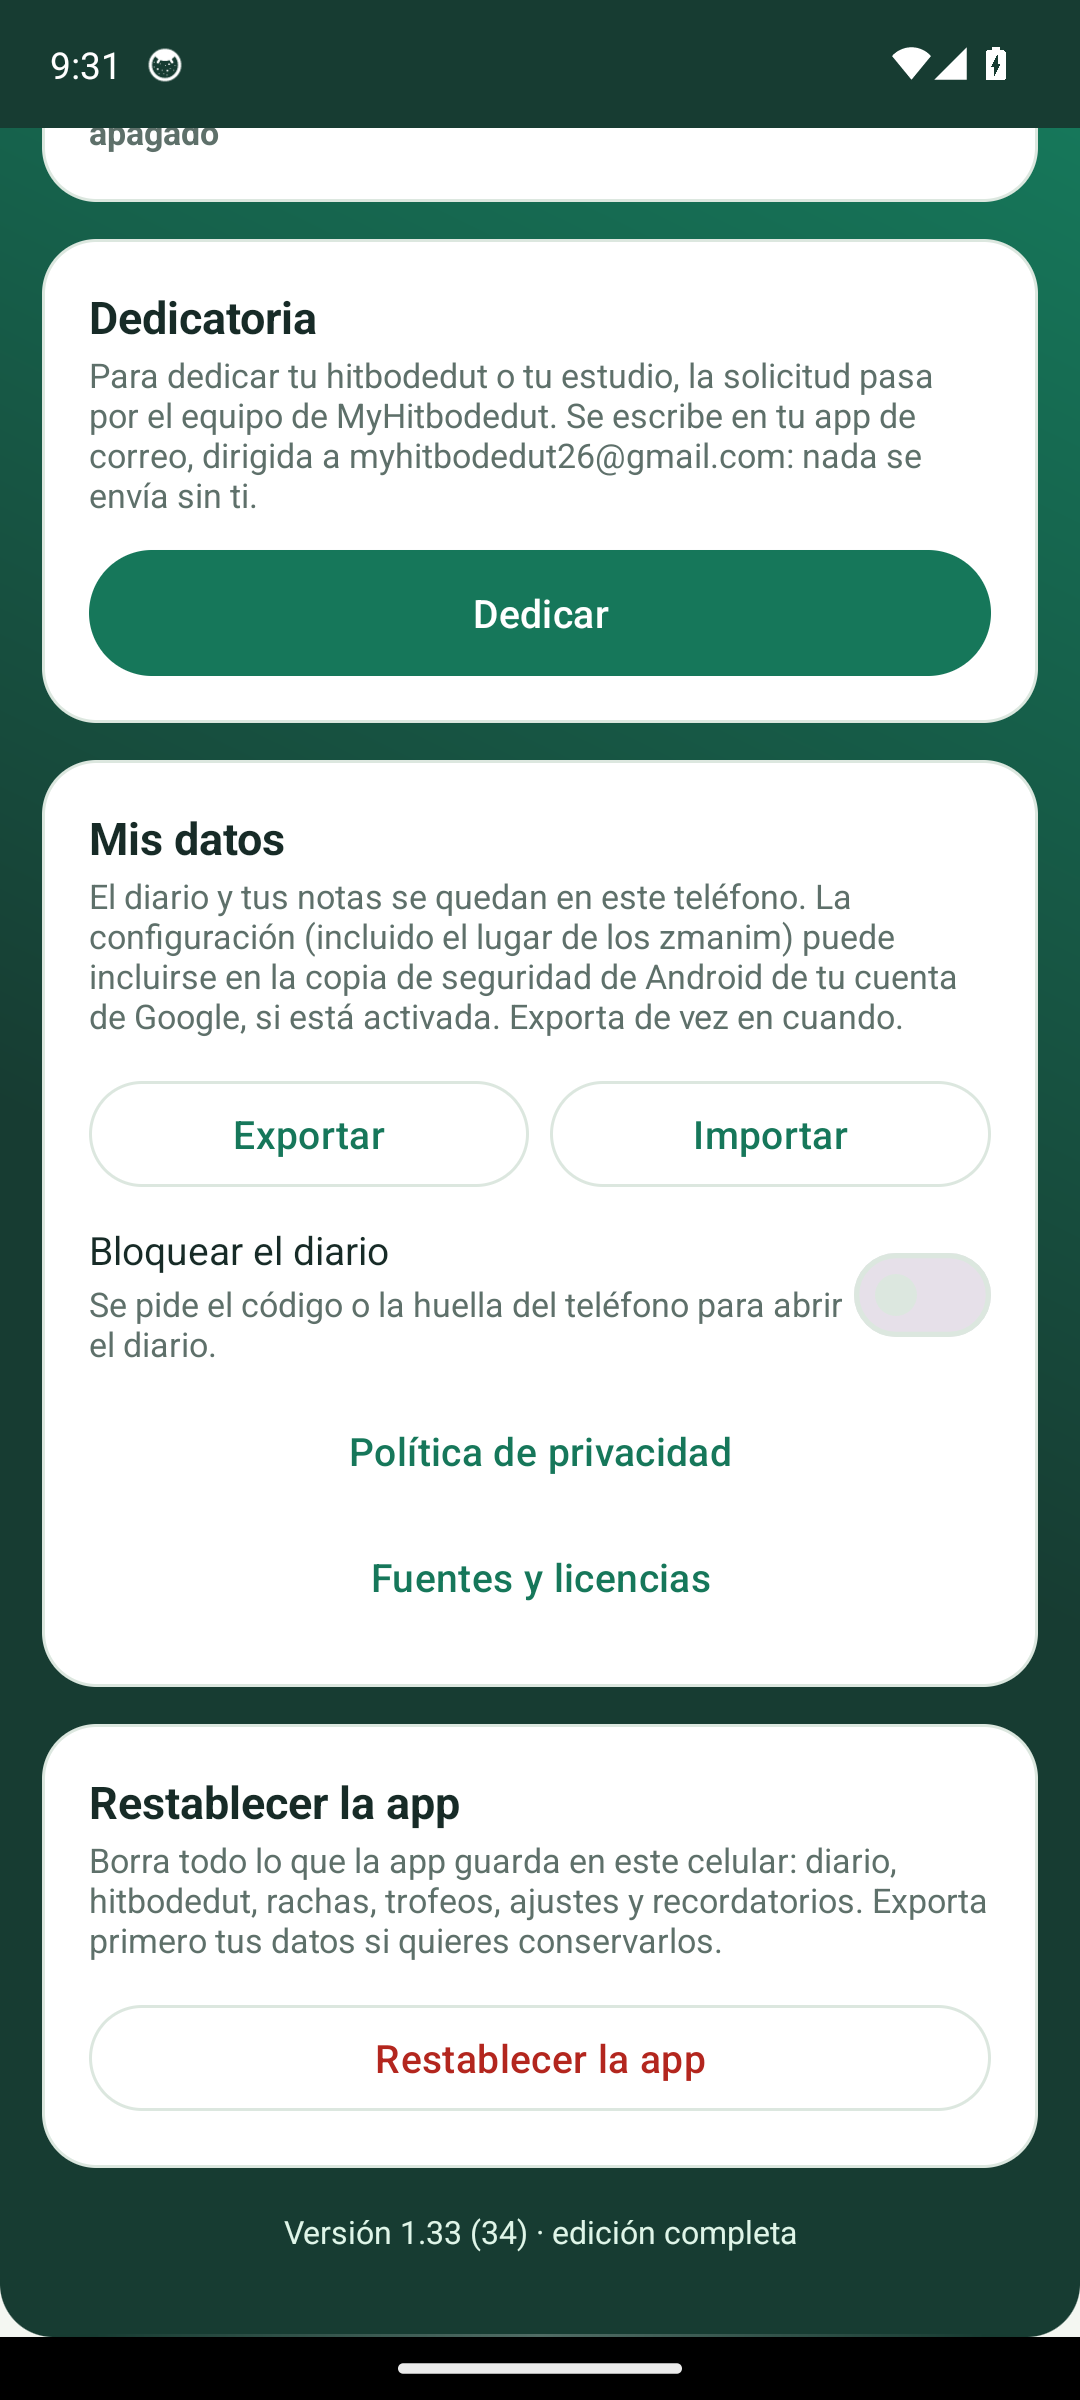 9:31
apagado
Dedicatoria
Para dedicar tu hitbodedut o tu estudio, la solicitud pasa
por el equipo de MyHitbodedut. Se escribe en tu app de
correo, dirigida a myhitbodedut26@gmail.com: nada se
envía sin ti.
Dedicar
Mis datos
El diario y tus notas se quedan en este teléfono. La
configuración (incluido el lugar de los zmanim) puede
incluirse en la copia de seguridad de Android de tu cuenta
de Google, si está activada. Exporta de vez en cuando.
Exportar
Importar
Bloquear el diario
Se pide el código o la huella del teléfono para abrir
el diario.
Política de privacidad
Fuentes y licencias
Restablecer la app
Borra todo lo que la app guarda en este celular: diario,
hitbodedut, rachas, trofeos, ajustes y recordatorios. Exporta
primero tus datos si quieres conservarlos.
Restablecer la app
Versión 1.33 (34) · edición completa